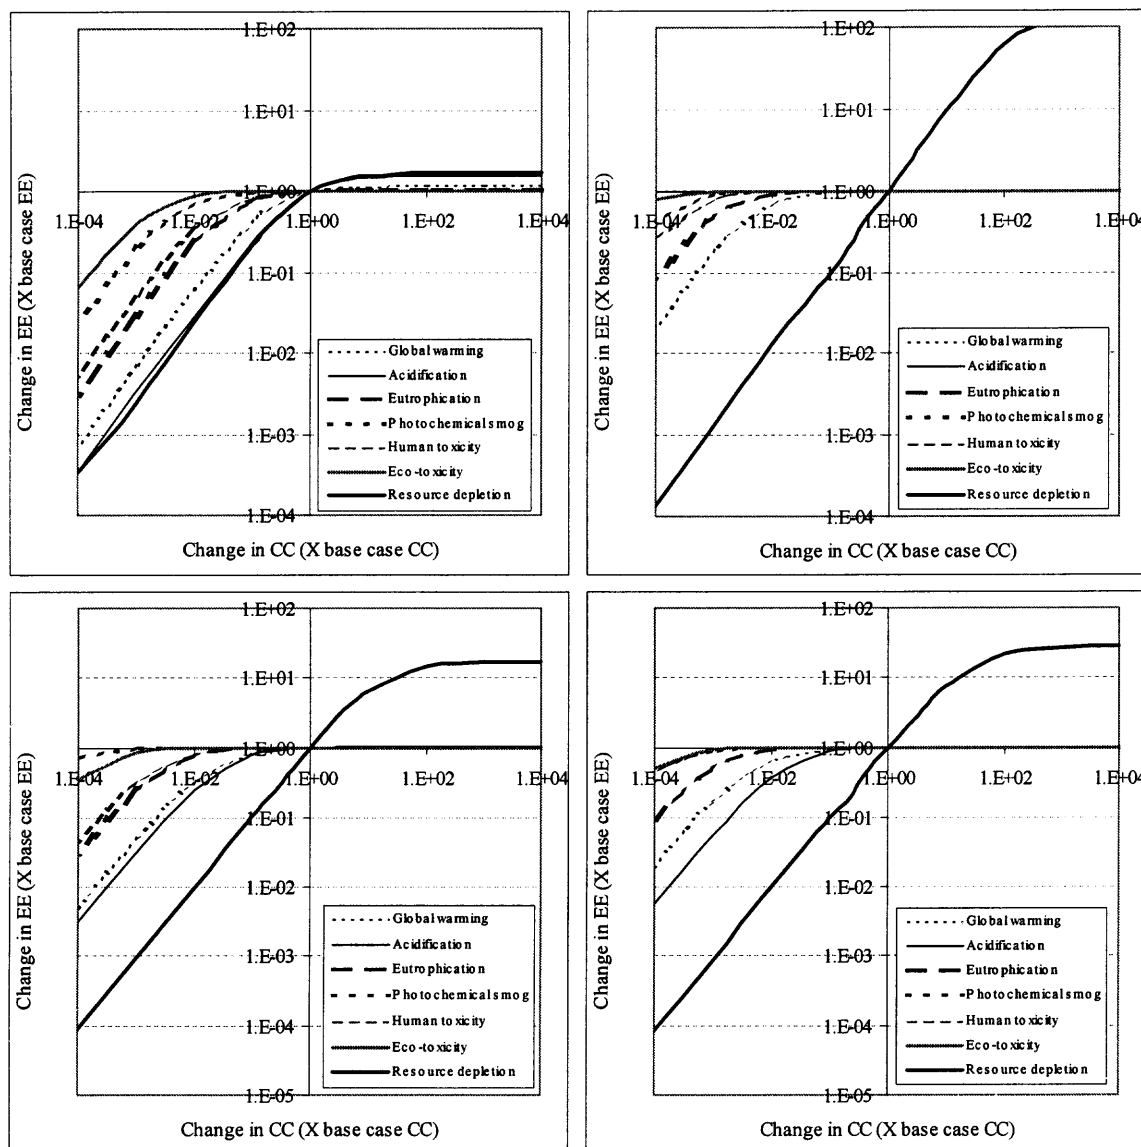 1.E+02
1.E+01
1.E+00
1.E-04 1.E-02 1.E+00 1.E+02 1.E+04
1.E-01
1.E-02
1.E-03
1.E-04
Change in EE (X base case EE)
Global warming
Acidification
Eutrophication
Photochemical smog
Human toxicity
Eco-toxicity
Resource depletion
Change in CC (X base case CC)
1.E+02
1.E+01
1.E+00
1.E-04 1.E-02 1.E+00 1.E+02 1.E+04
1.E-01
1.E-02
1.E-03
1.E-04
Change in EE (X base case EE)
Global warming
Acidification
Eutrophication
Photochemical smog
Human toxicity
Eco-toxicity
Resource depletion
Change in CC (X base case CC)
1.E+02
1.E+01
1.E+00
1.E-04 1.E-02 1.E+00 1.E+02 1.E+04
1.E-01
1.E-02
1.E-03
1.E-04
1.E-05
Change in EE (X base case EE)
Global warming
Acidification
Eutrophication
Photochemical smog
Human toxicity
Eco-toxicity
Resource depletion
Change in CC (X base case CC)
1.E+02
1.E+01
1.E+00
1.E-04 1.E-02 1.E+00 1.E+02 1.E+04
1.E-01
1.E-02
1.E-03
1.E-04
1.E-05
Change in EE (X base case EE)
Global warming
Acidification
Eutrophication
Photochemical smog
Human toxicity
Eco-toxicity
Resource depletion
Change in CC (X base case CC)